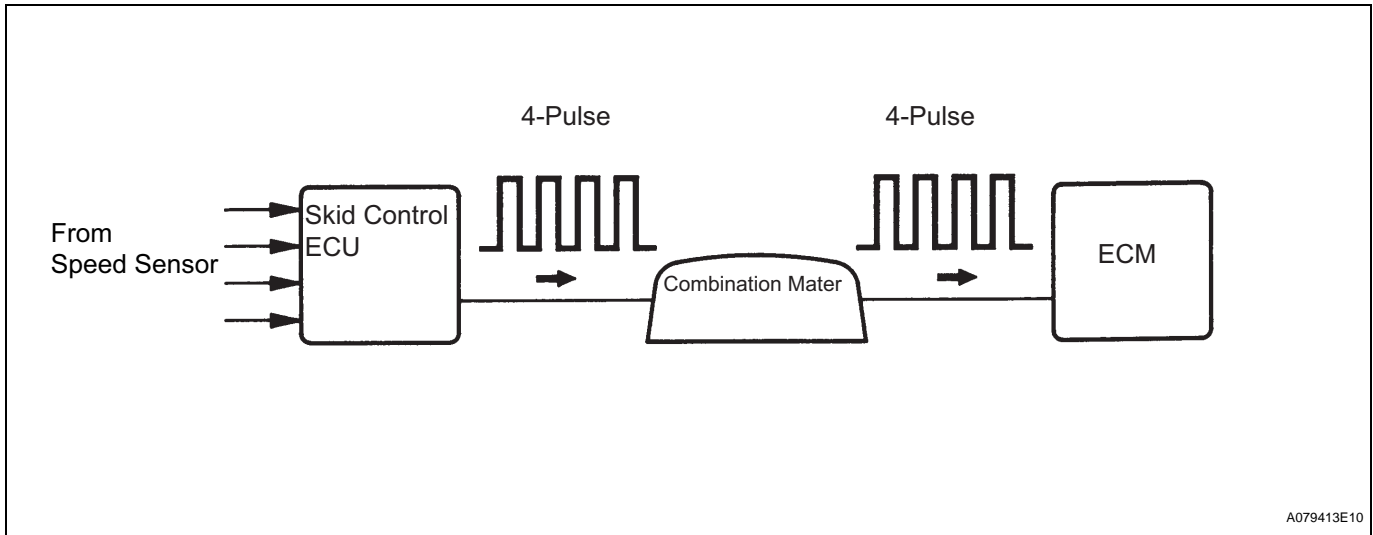 4-Pulse
4-Pulse
From
Speed Sensor
Skid Control
ECU
Combination Mater
ECM
A079413E10